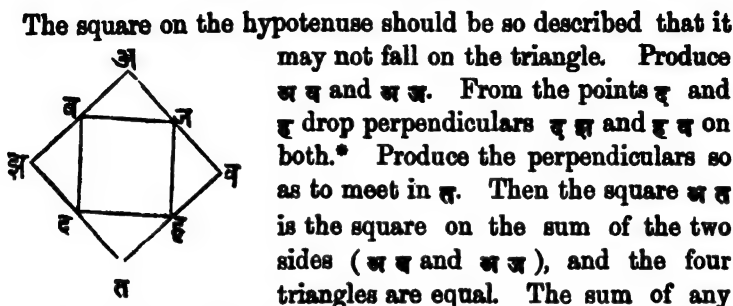 The square on the hypotenuse should be so described that it
अ
may not fall on the triangle. Produce
ब
ज
अ ब and अ ज. From the points द and
ह drop perpendiculars द झ and ह व on
झ
व
both.* Produce the perpendiculars so
as to meet in त. Then the square अ त
द
ह
is the square on the sum of the two
sides ( अ ब and अ ज ), and the four
त
triangles are equal. The sum of any